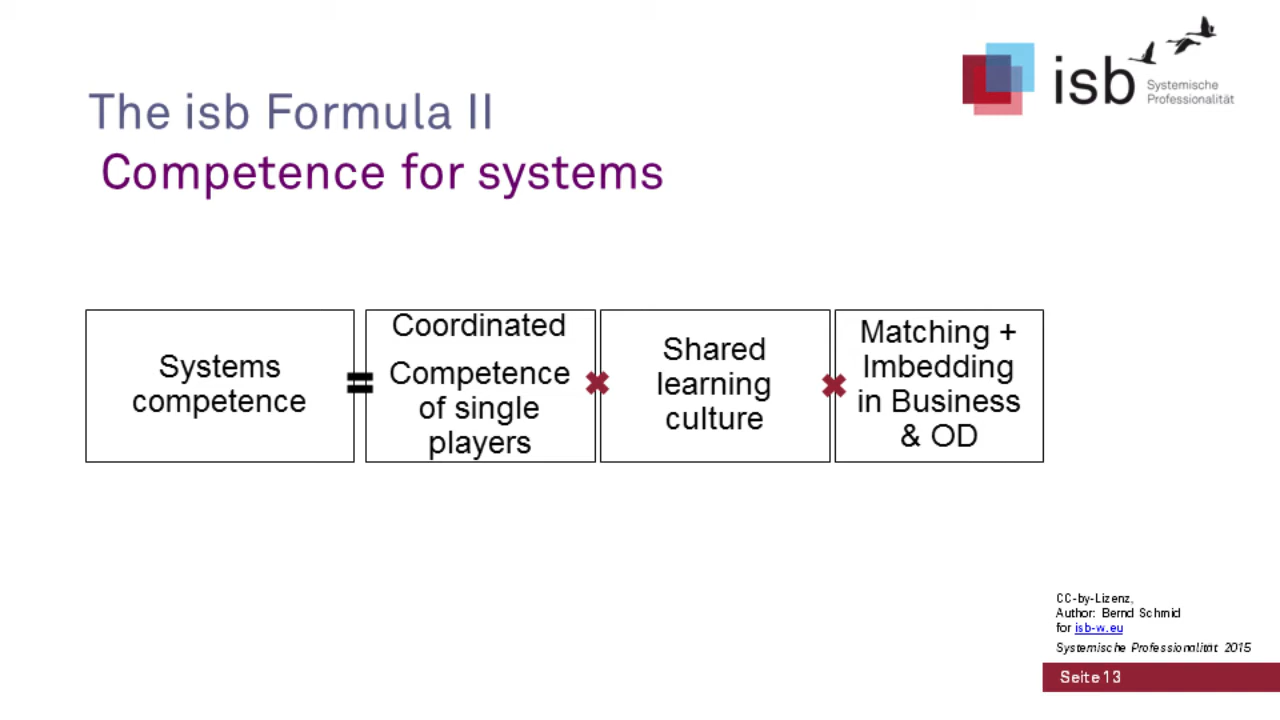 isb
Systemische
Professionalität
The isb Formula II
Competence for systems
Systems
competence
=
Coordinated
Competence
of single
players
×
Shared
learning
culture
×
Matching +
Imbedding
in Business
& OD
CC-by-Lizenz,
Author: Bernd Schmid
for isb-w.eu
Systemische Professionalität 2015
Seite 13